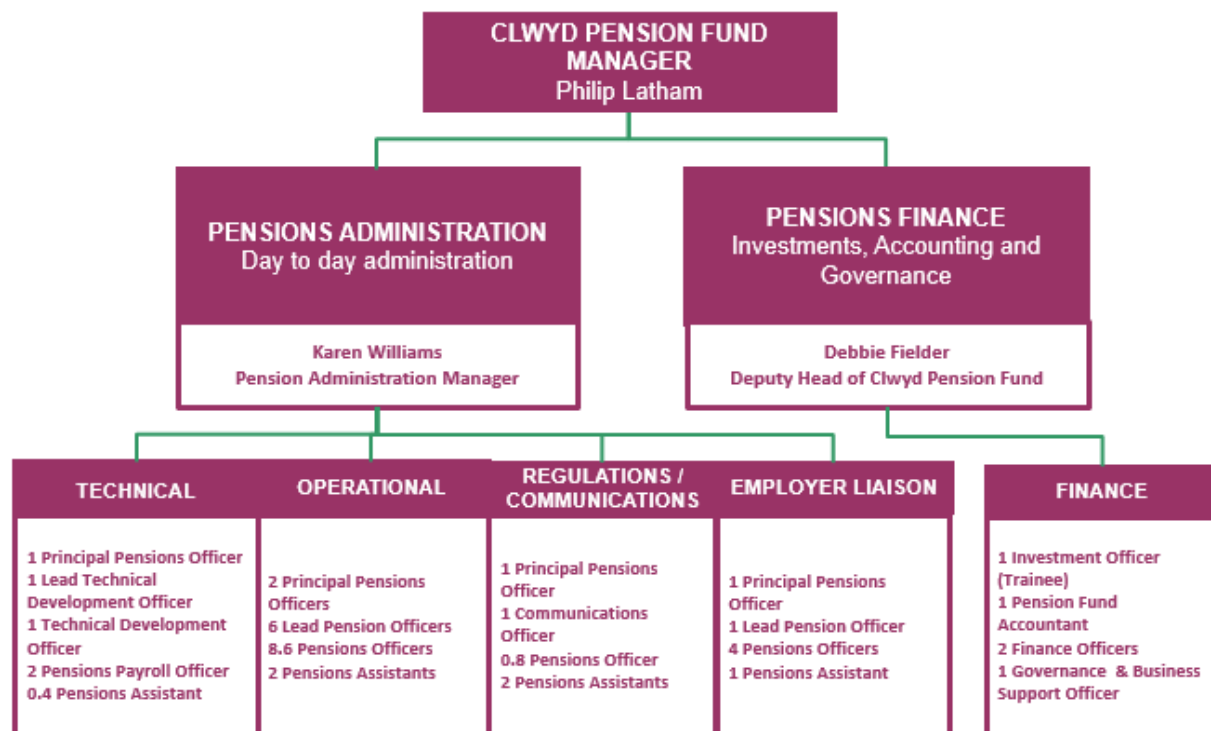 CLWYD PENSION FUND
MANAGER
Philip Latham
PENSIONS ADMINISTRATION
Day to day administration
Karen Williams
Pension Administration Manager
PENSIONS FINANCE
Investments, Accounting and
Governance
Debbie Fielder
Deputy Head of Clwyd Pension Fund
TECHNICAL
1 Principal Pensions Officer
1 Lead Technical
Development Officer
1 Technical Development
Officer
2 Pensions Payroll Officer
0.4 Pensions Assistant
OPERATIONAL
2 Principal Pensions
Officers
6 Lead Pension Officers
8.6 Pensions Officers
2 Pensions Assistants
REGULATIONS /
COMMUNICATIONS
1 Principal Pensions
Officer
1 Communications
Officer
0.8 Pensions Officer
2 Pensions Assistants
EMPLOYER LIAISON
1 Principal Pensions
Officer
1 Lead Pension Officer
4 Pensions Officers
1 Pensions Assistant
FINANCE
1 Investment Officer
(Trainee)
1 Pension Fund
Accountant
2 Finance Officers
1 Governance & Business
Support Officer